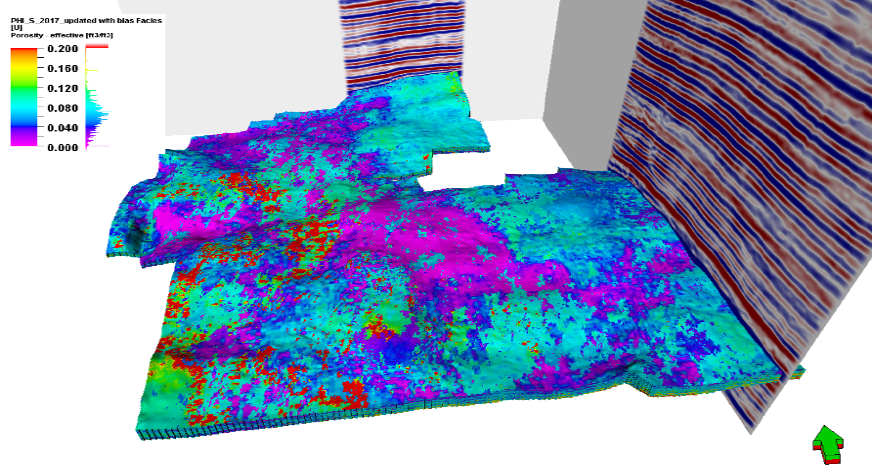 PHI_S_2017_updated with bias Facies
[U]
Porosity - effective [ft3/ft3]
0.200
0.160
0.120
0.080
0.040
0.000